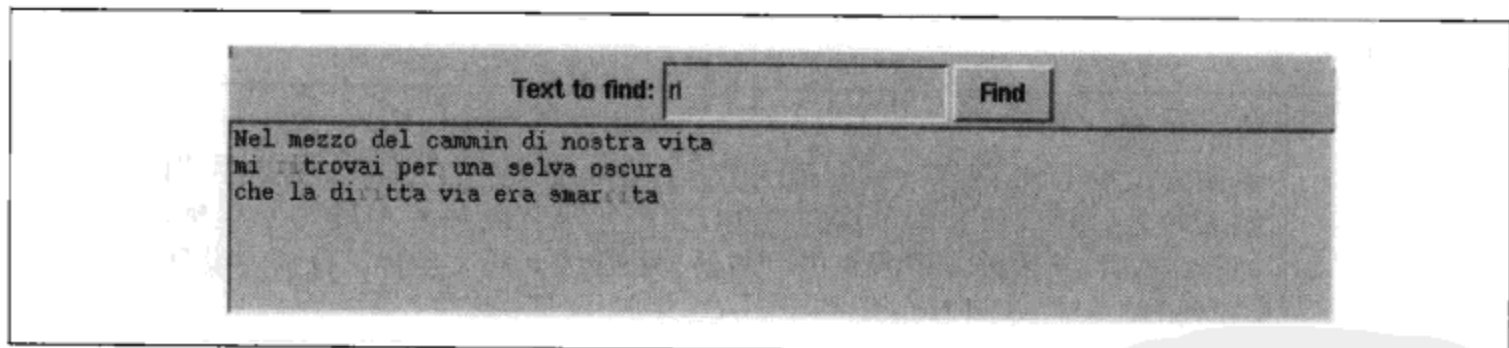 Text to find: ri Find
Nel mezzo del cammin di nostra vita
mi ritrovai per una selva oscura
che la diritta via era smarrita